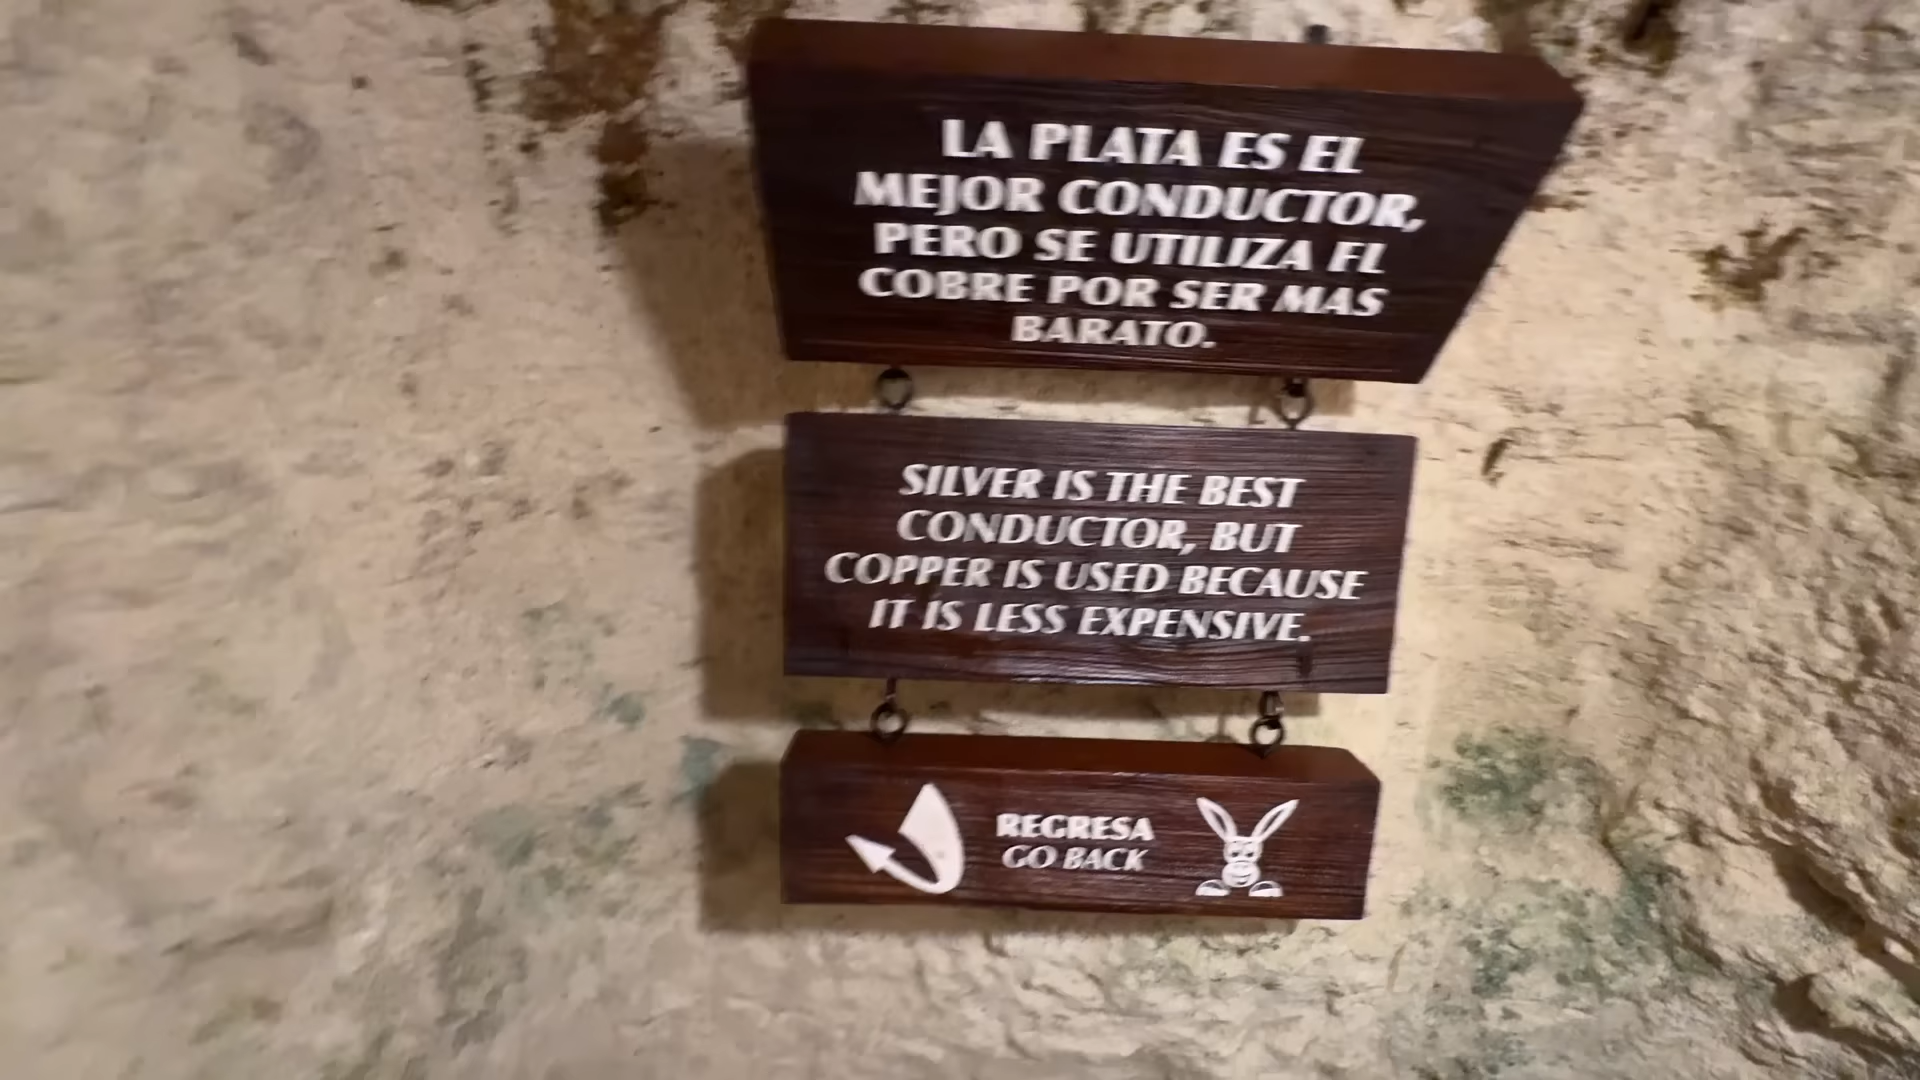 LA PLATA ES EL
MEJOR CONDUCTOR,
PERO SE UTILIZA EL
COBRE POR SER MAS
BARATO.
SILVER IS THE BEST
CONDUCTOR, BUT
COPPER IS USED BECAUSE
IT IS LESS EXPENSIVE.
REGRESA
GO BACK